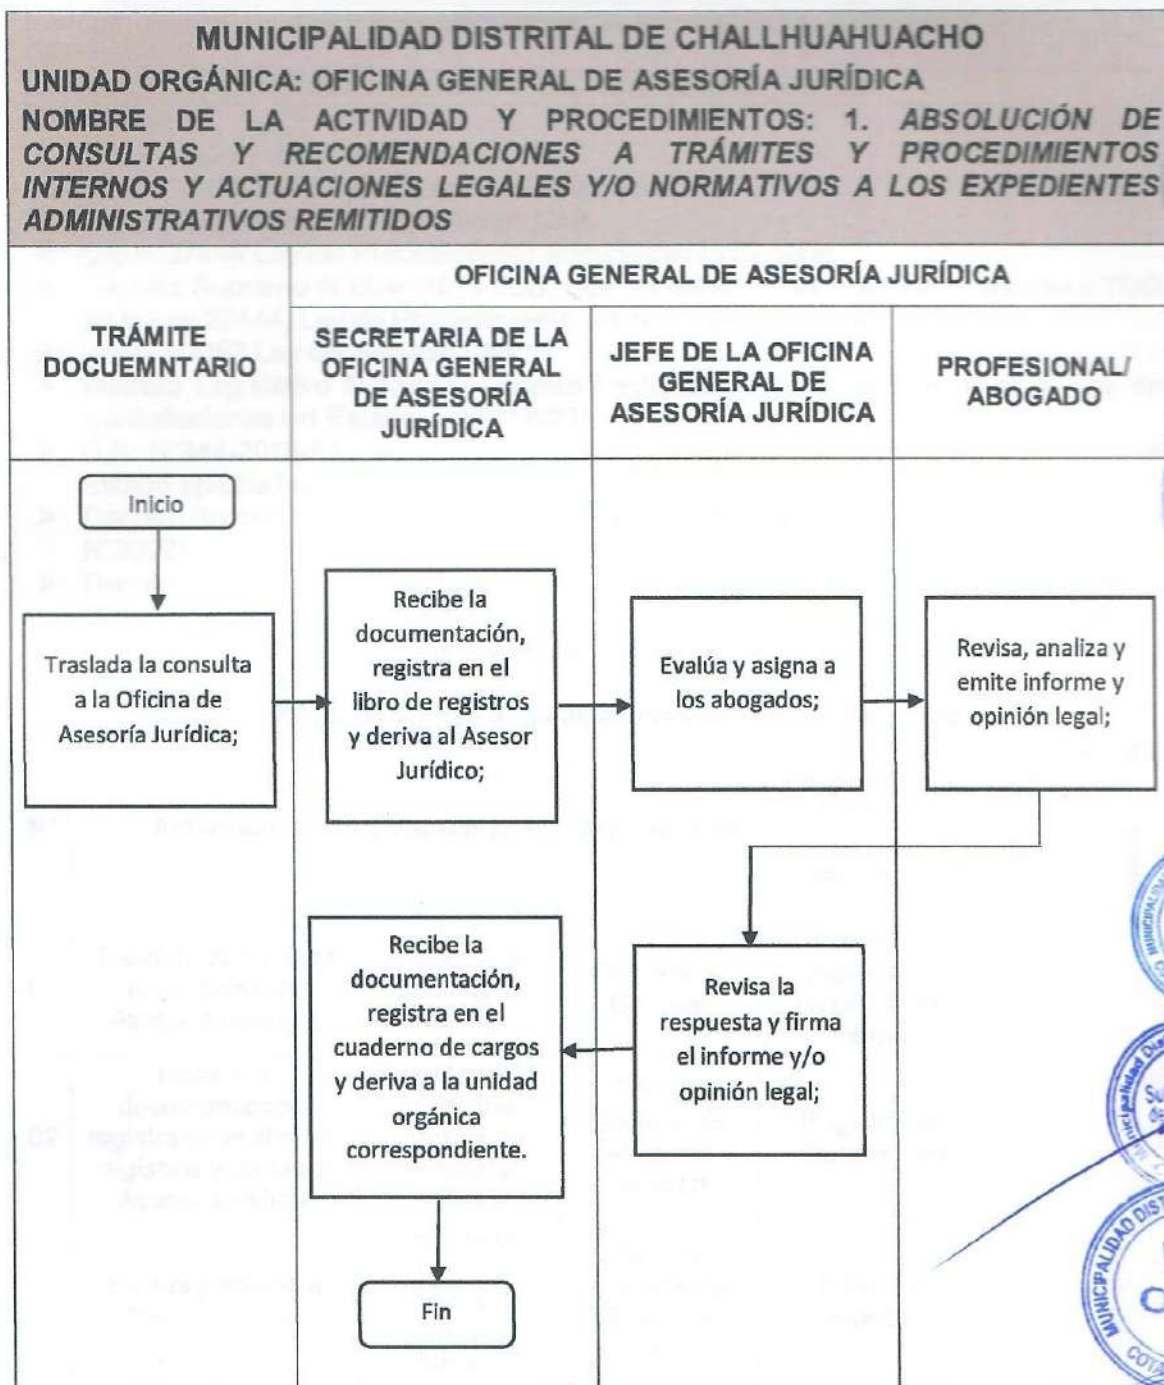 MUNICIPALIDAD DISTRITAL DE CHALLHUAHUACHO
UNIDAD ORGÁNICA: OFICINA GENERAL DE ASESORÍA JURÍDICA
NOMBRE DE LA ACTIVIDAD Y PROCEDIMIENTOS: 1. ABSOLUCIÓN DE
CONSULTAS Y RECOMENDACIONES A TRÁMITES Y PROCEDIMIENTOS
INTERNOS Y ACTUACIONES LEGALES Y/O NORMATIVOS A LOS EXPEDIENTES
ADMINISTRATIVOS REMITIDOS
OFICINA GENERAL DE ASESORÍA JURÍDICA
TRÁMITE
DOCUEMNTARIO
SECRETARIA DE LA
OFICINA GENERAL
DE ASESORÍA
JURÍDICA
JEFE DE LA OFICINA
GENERAL DE
ASESORÍA JURÍDICA
PROFESIONAL/
ABOGADO
Inicio
Traslada la consulta
a la Oficina de
Asesoría Jurídica;
Recibe la
documentación,
registra en el
libro de registros
y deriva al Asesor
Jurídico;
Evalúa y asigna a
los abogados;
Revisa, analiza y
emite informe y
opinión legal;
Revisa la
respuesta y firma
el informe y/o
opinión legal;
Recibe la
documentación,
registra en el
cuaderno de cargos
y deriva a la unidad
orgánica
correspondiente.
Fin